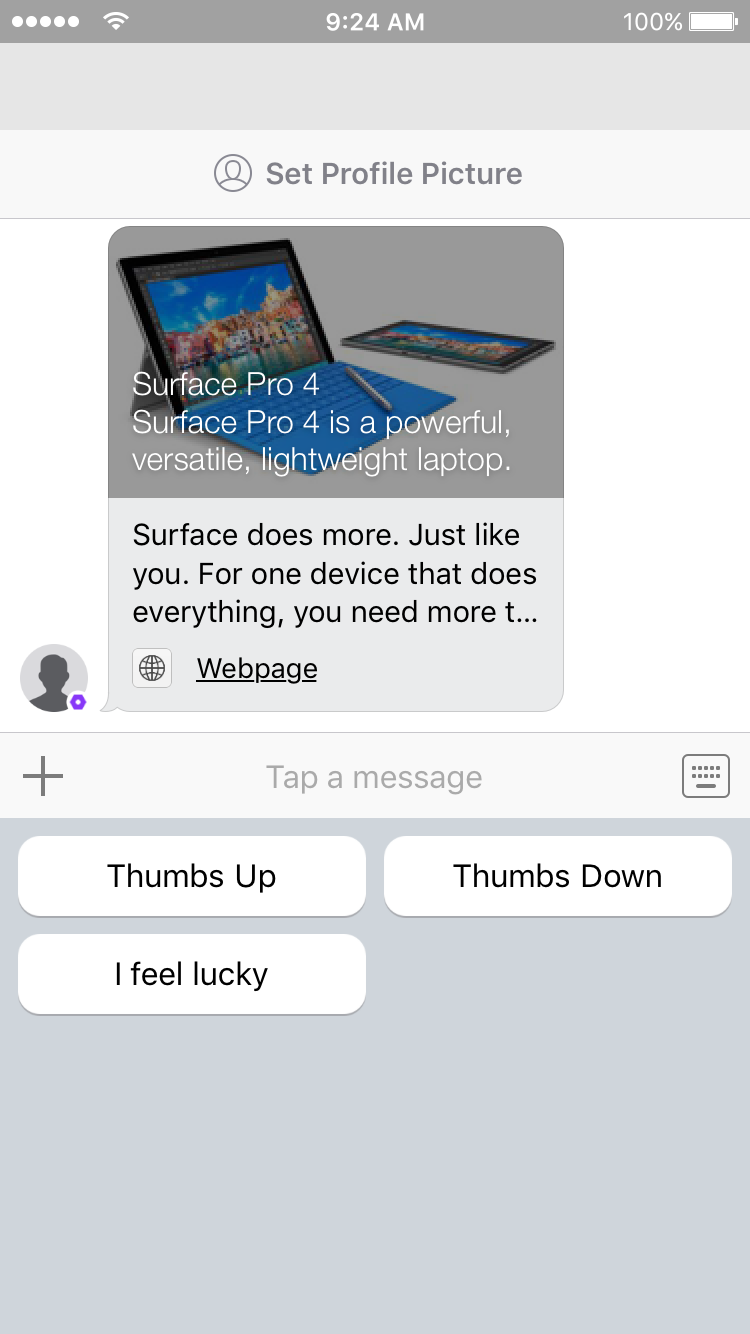 9:24 AM
100%
Set Profile Picture
Surface Pro 4
Surface Pro 4 is a powerful,
versatile, lightweight laptop.
Surface does more. Just like
you. For one device that does
everything, you need more t...
Webpage
Tap a message
Thumbs Up
Thumbs Down
I feel lucky